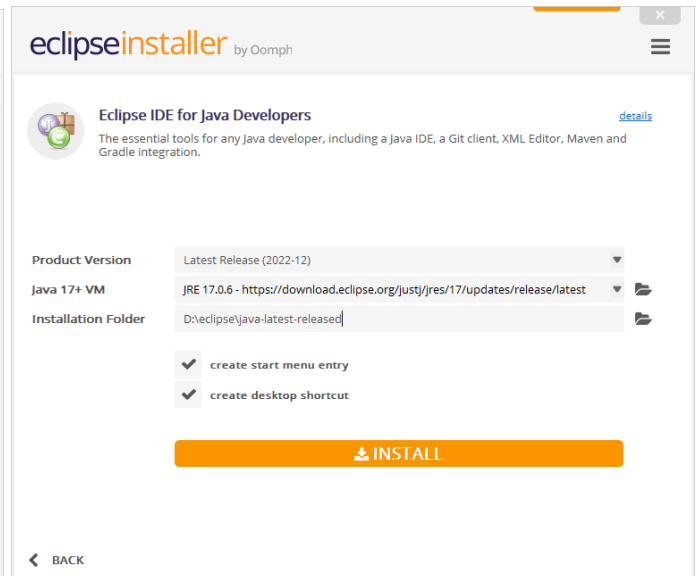 eclipseinstaller by Oomph
Eclipse IDE for Java Developers
details
The essential tools for any Java developer, including a Java IDE, a Git client, XML Editor, Maven and
Gradle integration.
Product Version
Latest Release (2022-12)
Java 17+ VM
JRE 17.0.6 - https://download.eclipse.org/justj/jres/17/updates/release/latest
Installation Folder
D:\eclipse\java-latest-released
create start menu entry
create desktop shortcut
INSTALL
BACK